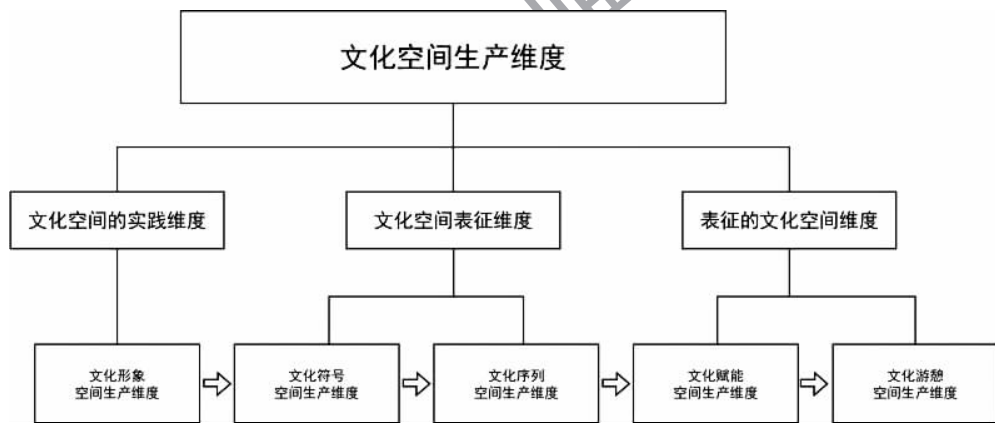 文化空间生产维度
文化空间的实践维度
文化空间表征维度
表征的文化空间维度
文化形象
空间生产维度
文化符号
空间生产维度
文化序列
空间生产维度
文化赋能
空间生产维度
文化游憩
空间生产维度